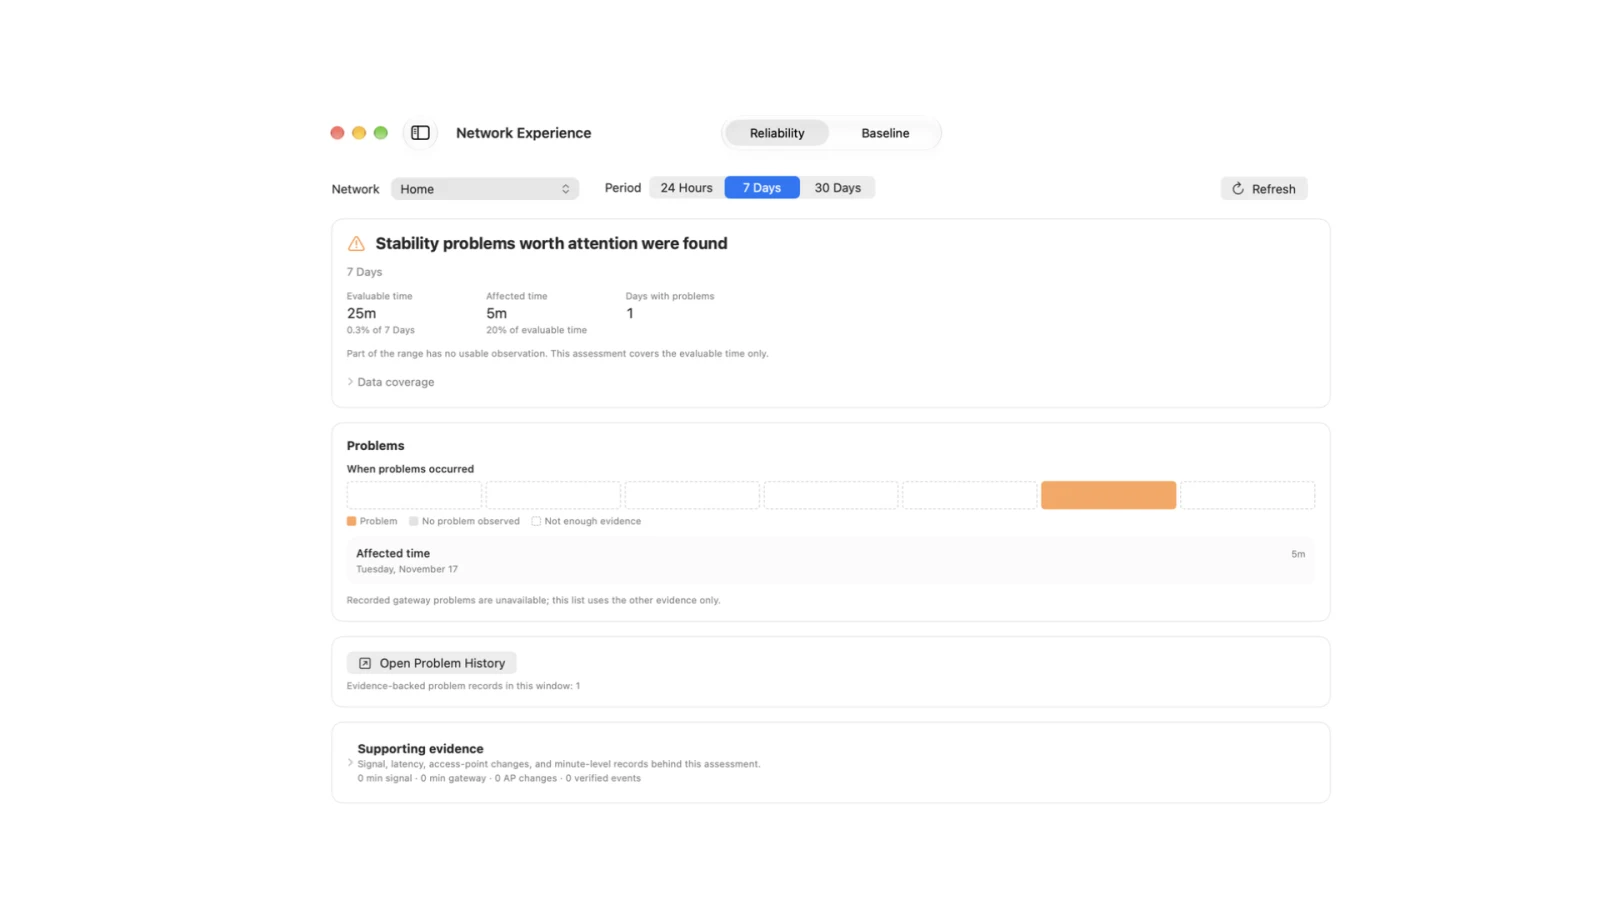 Network Experience
Reliability
Baseline
Network
Home
Period
24 Hours
7 Days
30 Days
Refresh
Stability problems worth attention were found
7 Days
Evaluable time
Affected time
Days with problems
25m
5m
1
0.3% of 7 Days
20% of evaluable time
Part of the range has no usable observation. This assessment covers the evaluable time only.
Data coverage
Problems
When problems occurred
Problem
No problem observed
Not enough evidence
Affected time
5m
Tuesday, November 17
Recorded gateway problems are unavailable; this list uses the other evidence only.
Open Problem History
Evidence-backed problem records in this window: 1
Supporting evidence
Signal, latency, access-point changes, and minute-level records behind this assessment.
0 min signal · 0 min gateway · 0 AP changes · 0 verified events